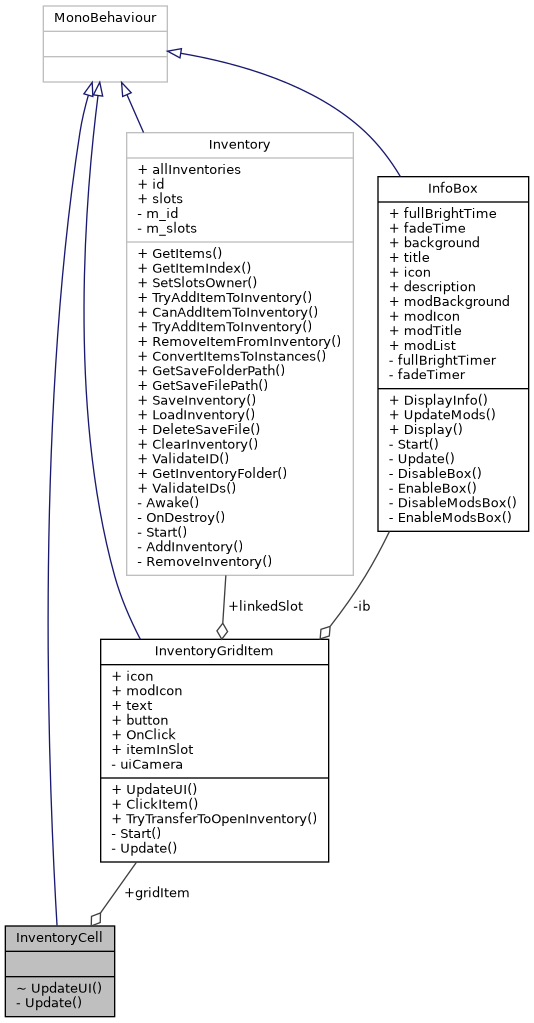 MonoBehaviour
Inventory
+ allInventories
+ id
+ slots
- m_id
- m_slots
+ GetItems()
+ GetItemIndex()
+ SetSlotsOwner()
+ TryAddItemToInventory()
+ CanAddItemToInventory()
+ TryAddItemToInventory()
+ RemoveItemFromInventory()
+ ConvertItemsToInstances()
+ GetSaveFolderPath()
+ GetSaveFilePath()
+ SaveInventory()
+ LoadInventory()
+ DeleteSaveFile()
+ ClearInventory()
+ ValidateID()
+ GetInventoryFolder()
+ ValidateIDs()
- Awake()
- OnDestroy()
- Start()
- AddInventory()
- RemoveInventory()
InfoBox
+ fullBrightTime
+ fadeTime
+ background
+ title
+ icon
+ description
+ modBackground
+ modIcon
+ modTitle
+ modList
- fullBrightTimer
- fadeTimer
+ DisplayInfo()
+ UpdateMods()
+ Display()
- Start()
- Update()
- DisableBox()
- EnableBox()
- DisableModsBox()
- EnableModsBox()
+linkedSlot
-ib
InventoryGridItem
+ icon
+ modIcon
+ text
+ button
+ OnClick
+ itemInSlot
- uiCamera
+ UpdateUI()
+ ClickItem()
+ TryTransferToOpenInventory()
- Start()
- Update()
+gridItem
InventoryCell
~ UpdateUI()
- Update()